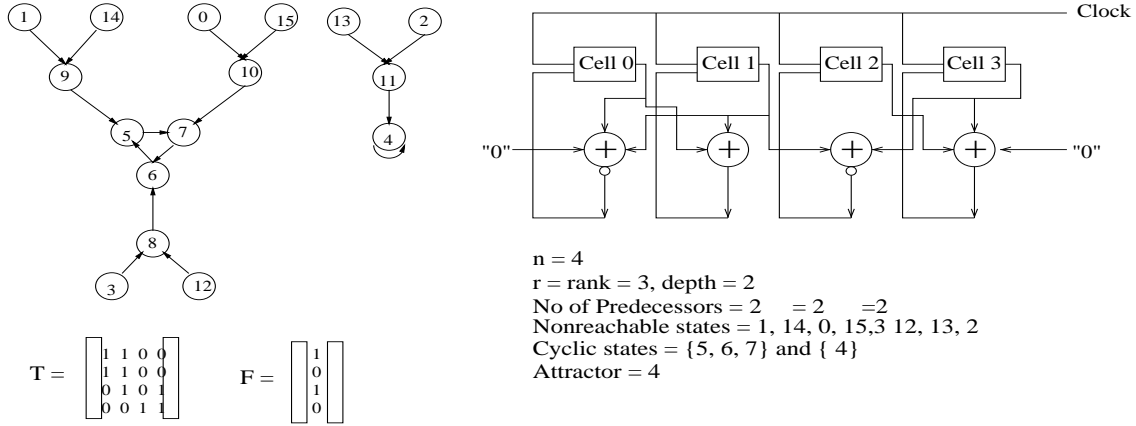 1 14 0 15 13 2
9 10 11
5 7 4
6
8
3 12
Clock
Cell 0 Cell 1 Cell 2 Cell 3
"0" + + + + "0"
n = 4
r = rank = 3, depth = 2
No of Predecessors = 2 = 2 =2
Nonreachable states = 1, 14, 0, 15,3 12, 13, 2
Cyclic states = {5, 6, 7} and { 4}
Attractor = 4
T =
1 1 0 0
1 1 0 0
0 1 0 1
0 0 1 1
F =
1
0
1
0